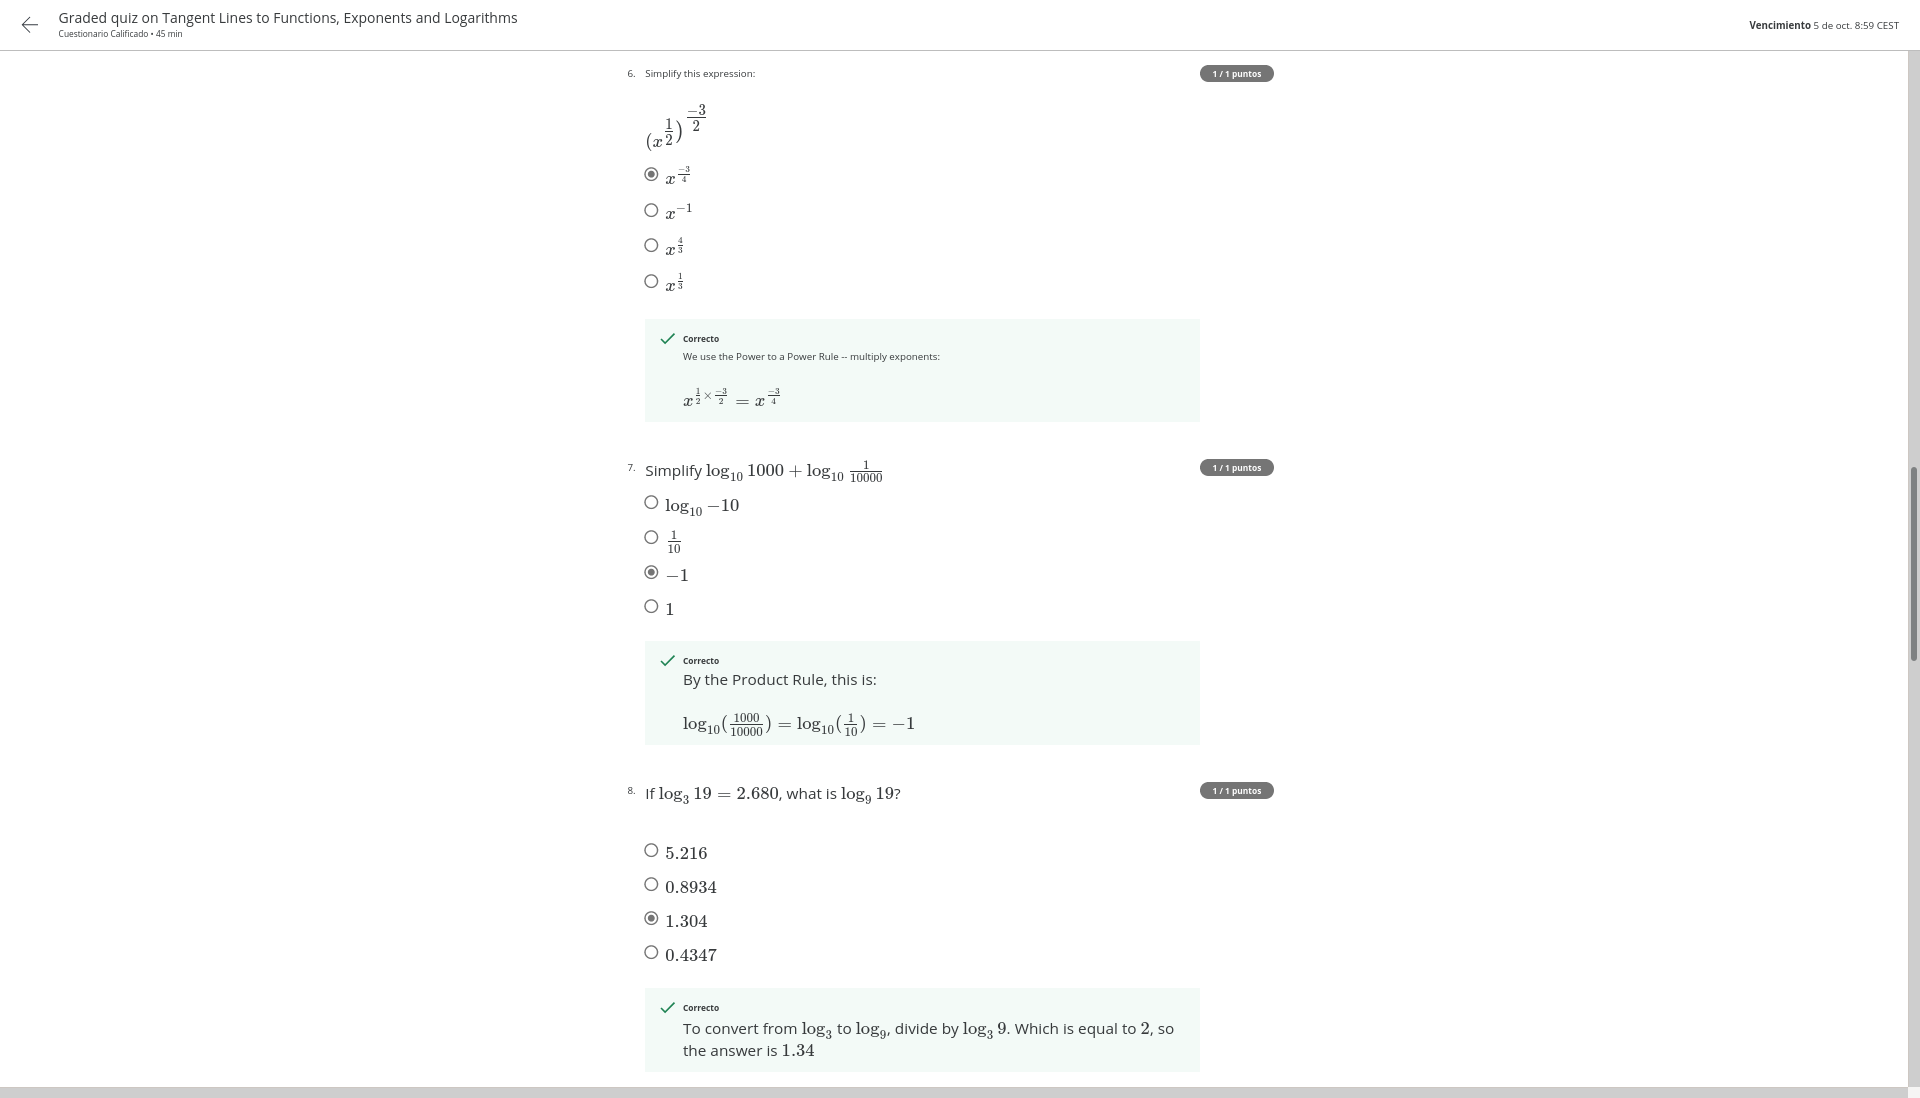 Graded quiz on Tangent Lines to Functions, Exponents and Logarithms
Cuestionario Calificado • 45 min
Vencimiento 5 de oct. 8:59 CEST
6. Simplify this expression:
1 / 1 puntos
(x^{\frac{1}{2}})^{\frac{-3}{2}}
x^{\frac{-3}{4}}
x^{-1}
x^{\frac{4}{3}}
x^{\frac{1}{3}}
Correcto
We use the Power to a Power Rule -- multiply exponents:
x^{\frac{1}{2}×\frac{-3}{2}} = x^{\frac{-3}{4}}
7. Simplify log_{10} 1000 + log_{10} \frac{1}{10000}
1 / 1 puntos
log_{10} −10
\frac{1}{10}
−1
1
Correcto
By the Product Rule, this is:
log_{10}(\frac{1000}{10000}) = log_{10}(\frac{1}{10}) = −1
8. If log_3 19 = 2.680, what is log_9 19?
1 / 1 puntos
5.216
0.8934
1.304
0.4347
Correcto
To convert from log_3 to log_9, divide by log_3 9. Which is equal to 2, so
the answer is 1.34